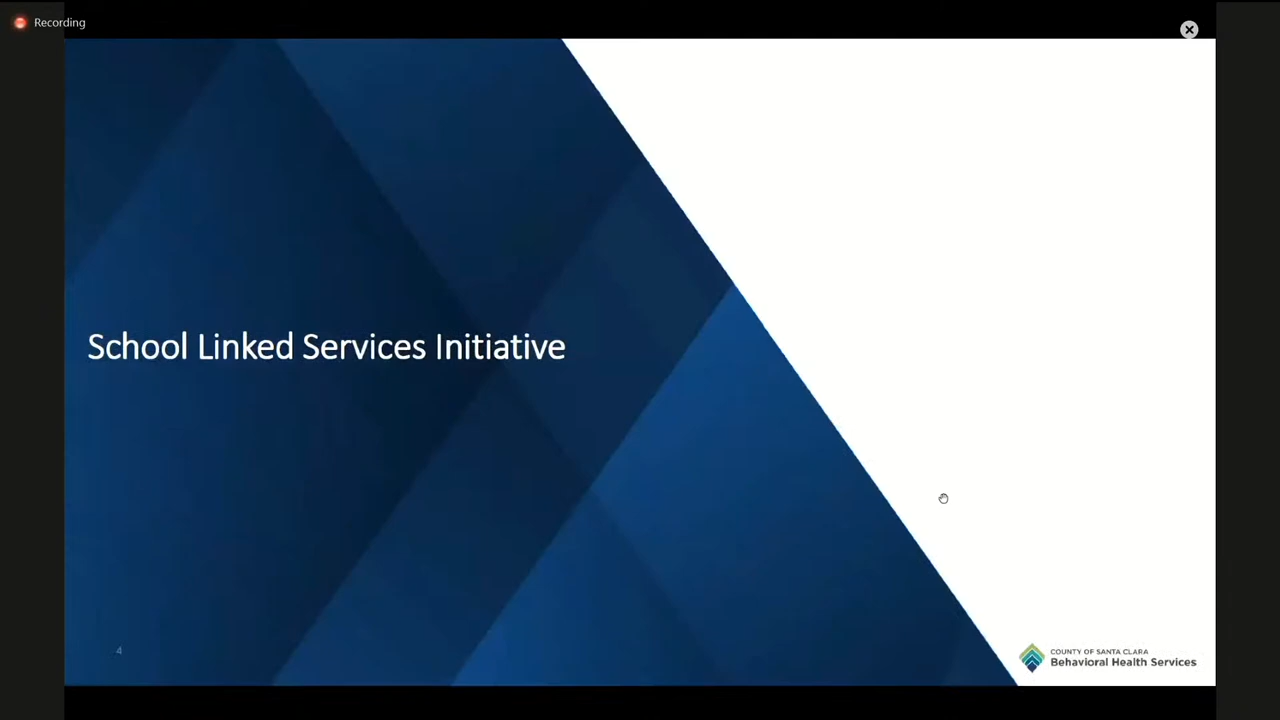 Recording
School Linked Services Initiative
4
COUNTY OF SANTA CLARA
Behavioral Health Services